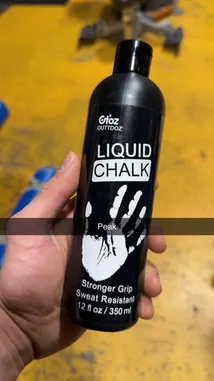 Gfoz
OUTTDOZ
LIQUID
CHALK
Peak
Stronger Grip
Sweat Resistant
12 fl oz / 350 ml